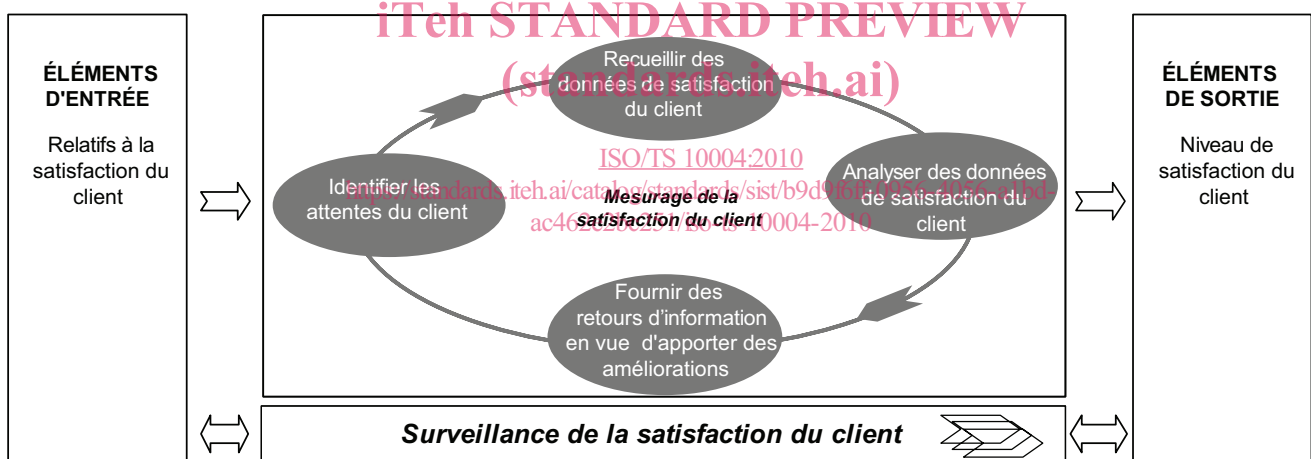 iTeh STANDARD PREVIEW
(standards.iteh.ai)
ÉLÉMENTS
D'ENTRÉE
Relatifs à la
satisfaction du
client
Recueillir des
données de satisfaction
du client
ISO/TS 10004:2010
Identifier les
attentes du client
Mesurage de la
satisfaction du client
Analyser des données
de satisfaction du
client
Fournir des
retours d'information
en vue d'apporter des
améliorations
ÉLÉMENTS
DE SORTIE
Niveau de
satisfaction du
client
Surveillance de la satisfaction du client